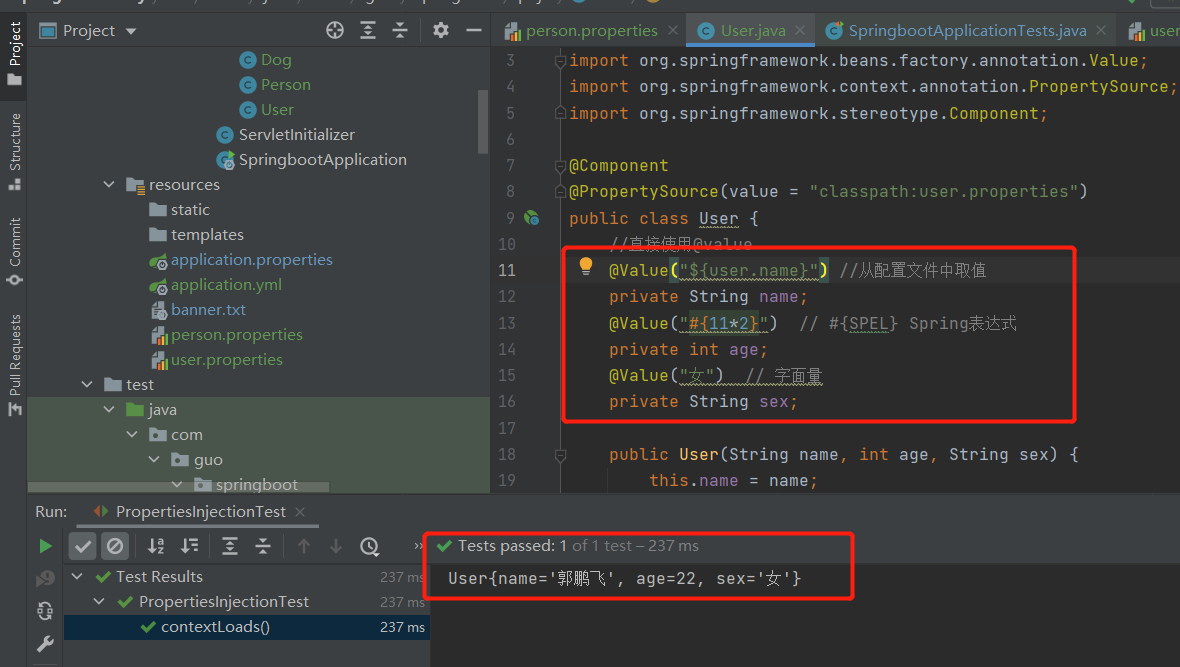 Project
person.properties
User.java
SpringbootApplicationTests.java
user
Project
Structure
Commit
Pull Requests
Dog
Person
User
ServletInitializer
SpringbootApplication
resources
static
templates
application.properties
application.yml
banner.txt
person.properties
user.properties
test
java
com
guo
springboot
3 import org.springframework.beans.factory.annotation.Value;
4 import org.springframework.context.annotation.PropertySource;
5 import org.springframework.stereotype.Component;
6
7 @Component
8 @PropertySource(value = "classpath:user.properties")
9 public class User {
10 //直接使用@value
11 @Value("${user.name}") //从配置文件中取值
12 private String name;
13 @Value("#{11*2}") // #{SPEL} Spring表达式
14 private int age;
15 @Value("女") // 字面量
16 private String sex;
17
18 public User(String name, int age, String sex) {
19 this.name = name;
Run: PropertiesInjectionTest
Tests passed: 1 of 1 test – 237 ms
Test Results 237 ms
PropertiesInjectionTest 237 ms
contextLoads() 237 ms
User{name='郭鹏飞', age=22, sex='女'}